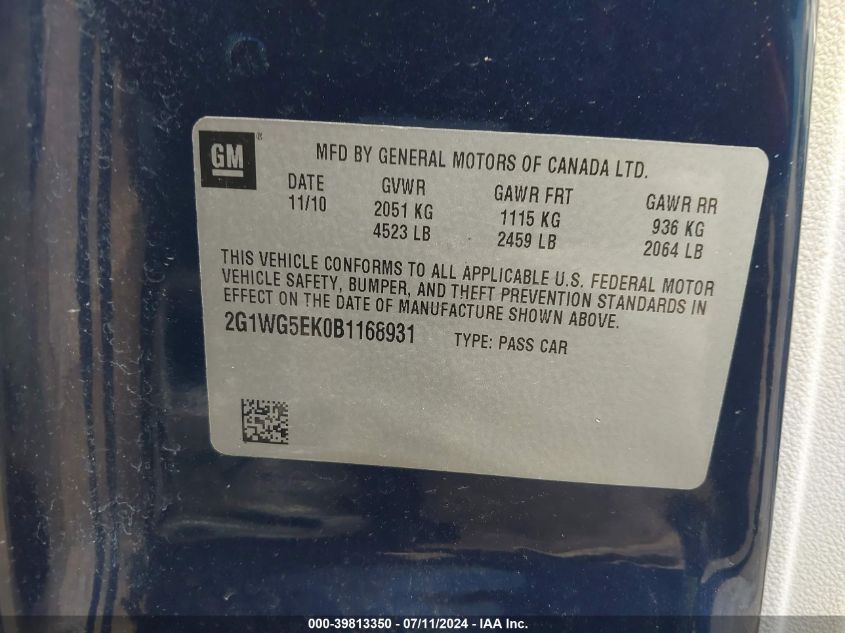 GM ®
MFD BY GENERAL MOTORS OF CANADA LTD.
DATE GVWR GAWR FRT GAWR RR
11/10 2051 KG 1115 KG 936 KG
4523 LB 2459 LB 2064 LB
THIS VEHICLE CONFORMS TO ALL APPLICABLE U.S. FEDERAL MOTOR
VEHICLE SAFETY, BUMPER, AND THEFT PREVENTION STANDARDS IN
EFFECT ON THE DATE OF MANUFACTURE SHOWN ABOVE.
2G1WG5EK0B1168931 TYPE: PASS CAR
000-39813350 - 07/11/2024 - IAA Inc.